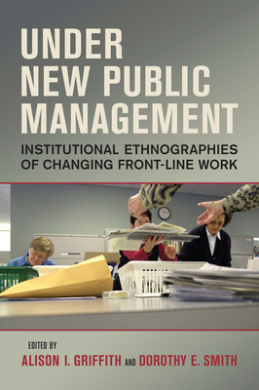 UNDER
NEW PUBLIC
MANAGEMENT
INSTITUTIONAL ETHNOGRAPHIES
OF CHANGING FRONT-LINE WORK
EDITED BY
ALISON I. GRIFFITH AND DOROTHY E. SMITH